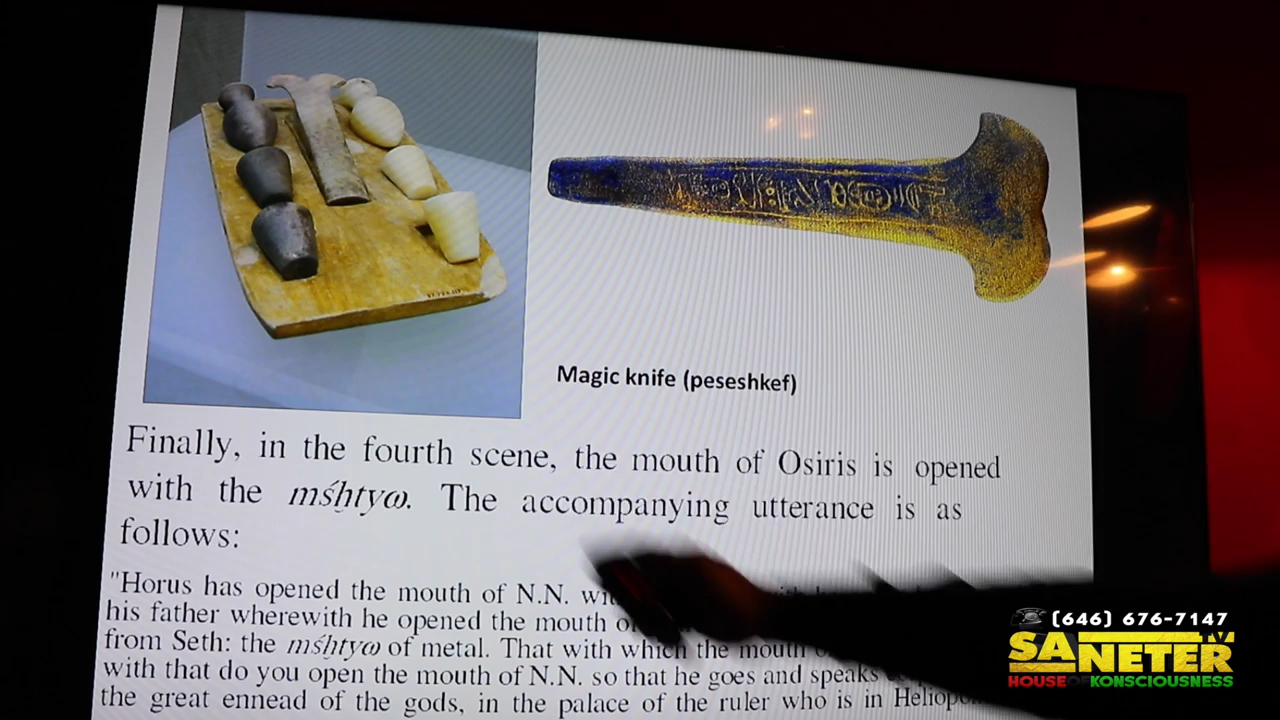 Magic knife (peseshkef)
Finally, in the fourth scene, the mouth of Osiris is opened
with the mśḫtyω. The accompanying utterance is as
follows:
"Horus has opened the mouth of N.N.
his father wherewith he opened the mouth
from Seth: the mśḫtyω of metal. That with which the mouth
with that do you open the mouth of N.N. so that he goes and speaks
the great ennead of the gods, in the palace of the ruler who is in
(646) 676-7147
SANETER TV
HOUSE OF KONSCIOUSNESS